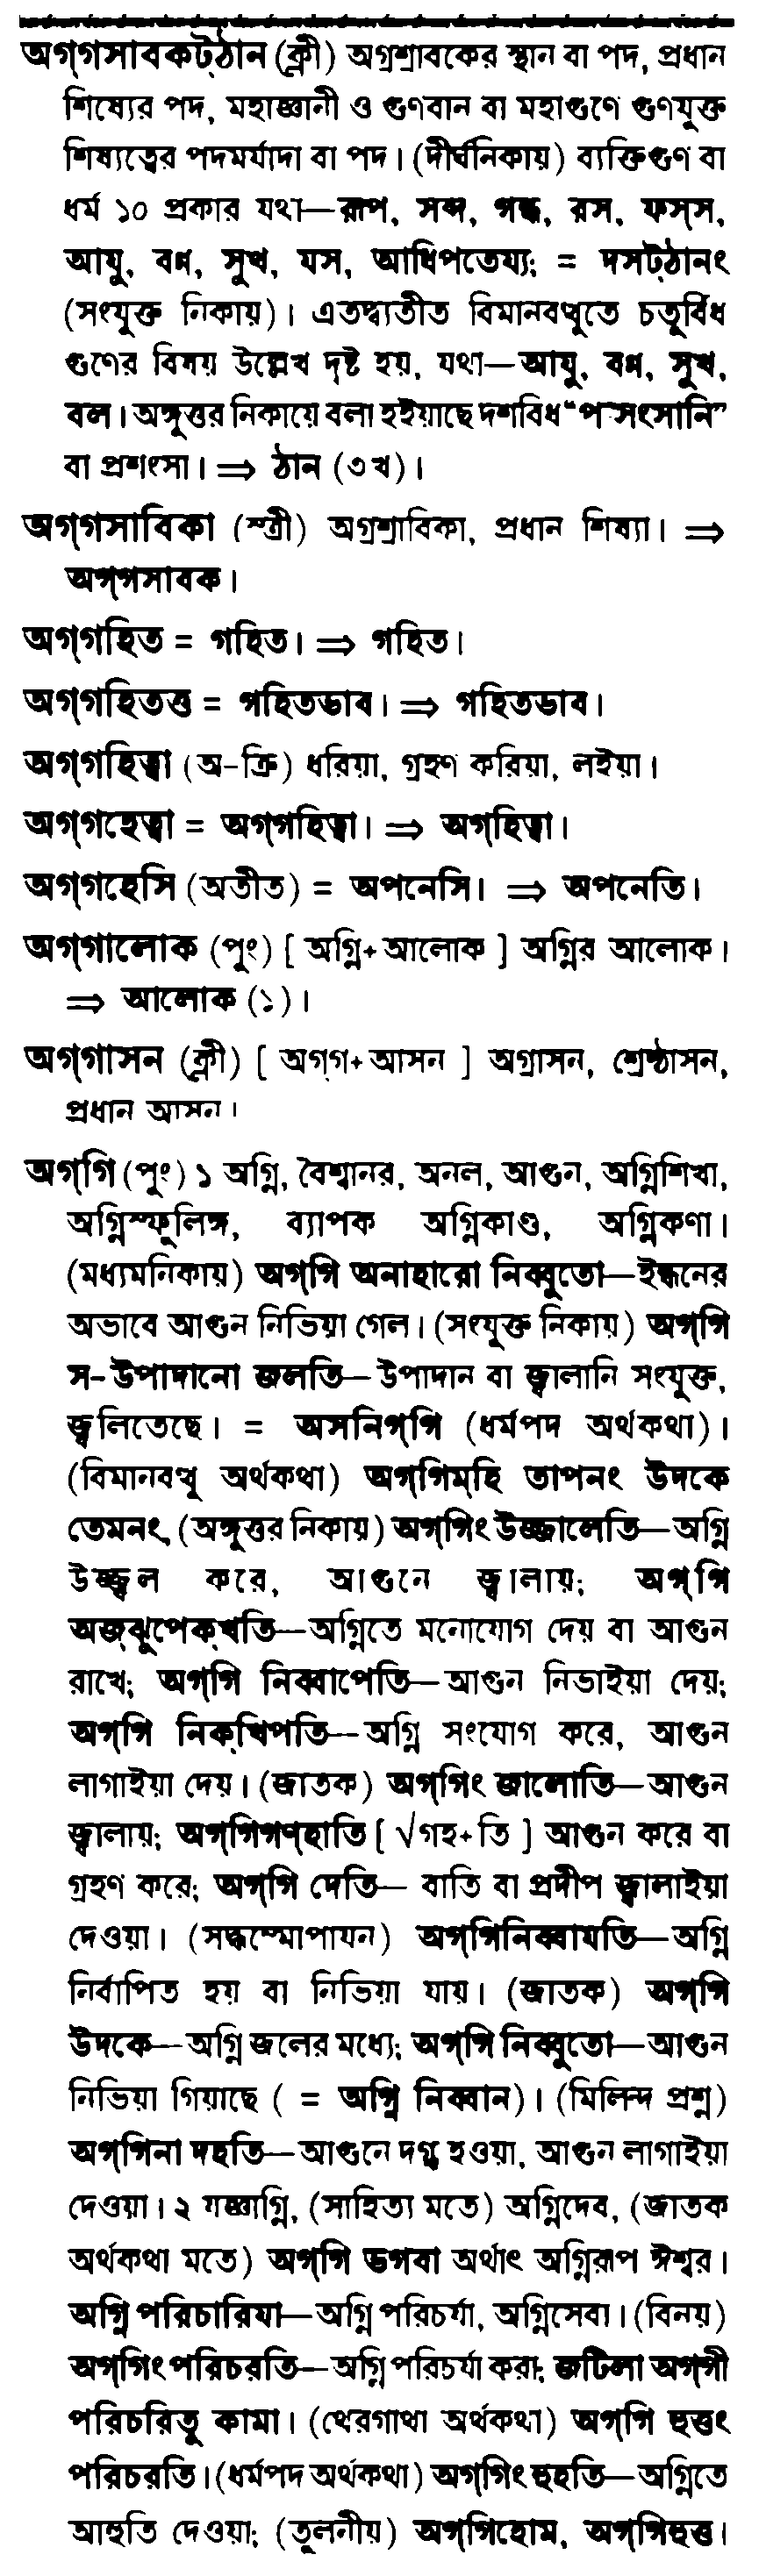 অগ্‌গসাবকট্‌ঠান (ক্লী) অগ্রশ্রাবকের স্থান বা পদ, প্রধান
শিষ্যের পদ, মহাজ্ঞানী ও গুণবান বা মহাগুণে গুণযুক্ত
শিষ্যত্বের পদমর্যাদা বা পদ। (দীঘনিকায়) ব্যক্তিগুণ বা
ধর্ম ১০ প্রকার যথা—রূপ, সদ্দ, গন্ধ, রস, ফস্‌স,
আযু, বণ্ণ, সুখ, যস, আধিপতেয্য; = দসট্‌ঠানং
(সংযুক্ত নিকায়)। এতদ্ব্যতীত বিমানবত্থুতে চতুর্বিধ
গুণের বিষয় উল্লেখ দৃষ্ট হয়, যথা—আযু, বণ্ণ, সুখ,
বল। অঙ্গুত্তর নিকায়ে বলা হইয়াছে দশবিধ “পসংসানি”
বা প্রশংসা। ⇒ ঠান (৩খ)।
অগ্‌গসাবিকা (স্ত্রী) অগ্রশ্রাবিকা, প্রধান শিষ্যা। ⇒
অগ্‌গসাবক।
অগ্‌গহিত = গহিত। ⇒ গহিত।
অগ্‌গহিতত্ত = গহিতভাব। ⇒ গহিতভাব।
অগ্‌গহিত্বা (অ-ক্রি) ধরিয়া, গ্রহণ করিয়া, লইয়া।
অগ্‌গহেত্বা = অগ্‌গহিত্বা। ⇒ অগ্‌হিত্বা।
অগ্‌গহেসি (অতীত) = অপনেসি। ⇒ অপনেতি।
অগ্‌গালোক (পুং) [ অগ্নি+আলোক ] অগ্নির আলোক।
⇒ আলোক (১)।
অগ্‌গাসন (ক্লী) [ অগ্‌গ+আসন ] অগ্রাসন, শ্রেষ্ঠাসন,
প্রধান আসন।
অগ্‌গি (পুং) ১ অগ্নি, বৈশ্বানর, অনল, আগুন, অগ্নিশিখা,
অগ্নিস্ফুলিঙ্গ, ব্যাপক অগ্নিকাণ্ড, অগ্নিকণা।
(মধ্যমনিকায়) অগ্‌গি অনাহারো নিব্বুতো—ইন্ধনের
অভাবে আগুন নিভিয়া গেল। (সংযুক্ত নিকায়) অগ্‌গি
স-উপাদানো জলতি—উপাদান বা জ্বালানি সংযুক্ত,
জ্বলিতেছে। = অসনিগ্‌গি (ধর্মপদ অর্থকথা)।
(বিমানবত্থু অর্থকথা) অগ্‌গিম্‌হি তাপনং উদকে
তেমনং, (অঙ্গুত্তর নিকায়) অগ্‌গিং উজ্জালেতি—অগ্নি
উজ্জ্বল করে, আগুনে জ্বালায়; অগ্‌গি
অজ্‌ঝুপেক্‌খতি—অগ্নিতে মনোযোগ দেয় বা আগুন
রাখে; অগ্‌গি নিব্বাপেতি—আগুন নিভাইয়া দেয়;
অগ্‌গি নিক্‌খিপতি—অগ্নি সংযোগ করে, আগুন
লাগাইয়া দেয়। (জাতক) অগ্‌গিং জালোতি—আগুন
জ্বালায়; অগ্‌গিগণ্‌হাতি [ √গহ+তি ] আগুন করে বা
গ্রহণ করে; অগ্‌গি দেতি— বাতি বা প্রদীপ জ্বালাইয়া
দেওয়া। (সদ্ধম্মোপাযন) অগ্‌গিনিব্বাযতি—অগ্নি
নির্বাপিত হয় বা নিভিয়া যায়। (জাতক) অগ্‌গি
উদকে—অগ্নি জলের মধ্যে; অগ্‌গি নিব্বুতো—আগুন
নিভিয়া গিয়াছে ( = অগ্নি নিব্বান)। (মিলিন্দ প্রশ্ন)
অগ্‌গিনা দহতি—আগুনে দগ্ধ হওয়া, আগুন লাগাইয়া
দেওয়া। ২ যজ্ঞাগ্নি, (সাহিত্য মতে) অগ্নিদেব, (জাতক
অর্থকথা মতে) অগ্‌গি ভগবা অর্থাৎ অগ্নিরূপ ঈশ্বর।
অগ্নি পরিচারিযা—অগ্নি পরিচর্যা, অগ্নিসেবা। (বিনয়)
অগ্‌গিং পরিচরতি—অগ্নি পরিচর্যা করা; জটিলা অগ্‌গী
পরিচরিতু কামা। (থেরগাথা অর্থকথা) অগ্‌গি হুত্তং
পরিচরতি। (ধর্মপদ অর্থকথা) অগ্‌গিং হুহতি—অগ্নিতে
আহুতি দেওয়া; (তুলনীয়) অগ্‌গিহোম, অগ্‌গিহুত্ত।